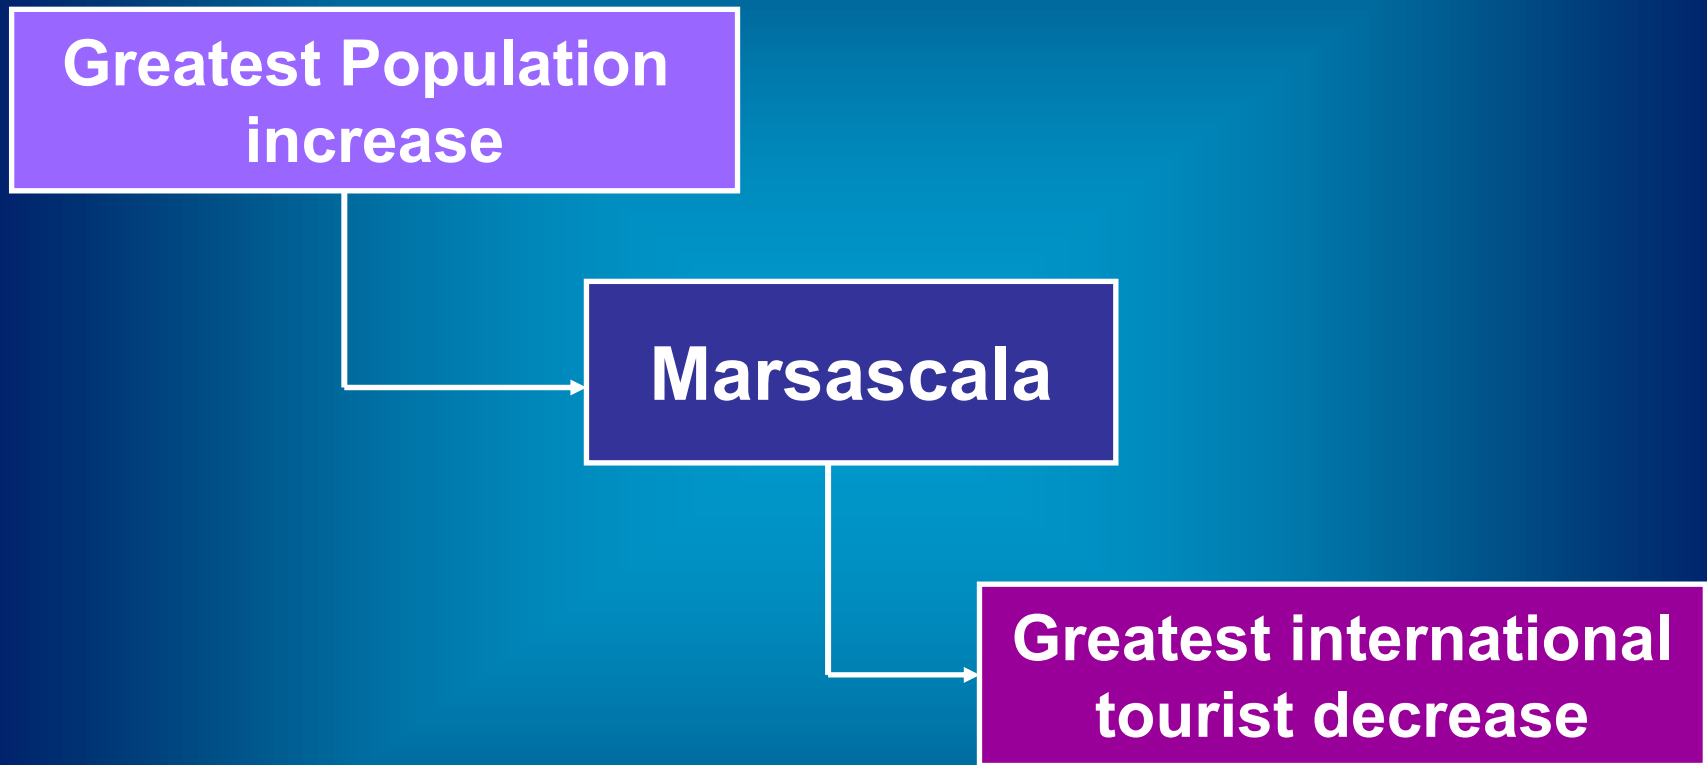 Greatest Population
increase
Marsascala
Greatest international
tourist decrease